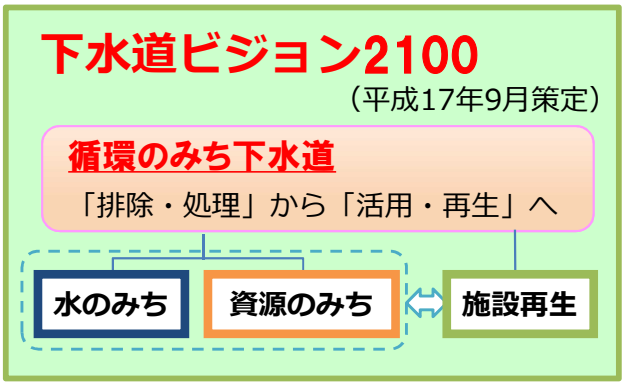 下水道ビジョン2100
（平成17年9月策定）
循環のみち下水道
「排除・処理」から「活用・再生」へ
水のみち
資源のみち
施設再生